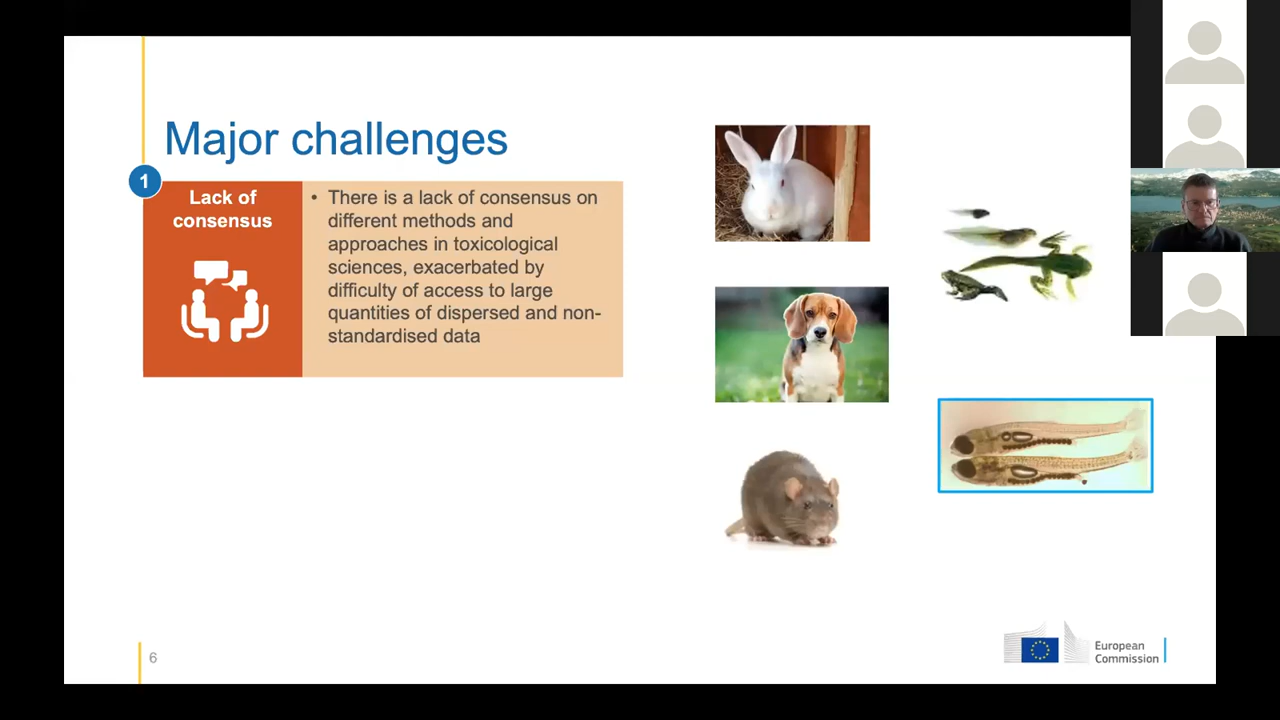 Major challenges
1
Lack of
consensus
• There is a lack of consensus on
different methods and
approaches in toxicological
sciences, exacerbated by
difficulty of access to large
quantities of dispersed and non-
standardised data
6
European
Commission